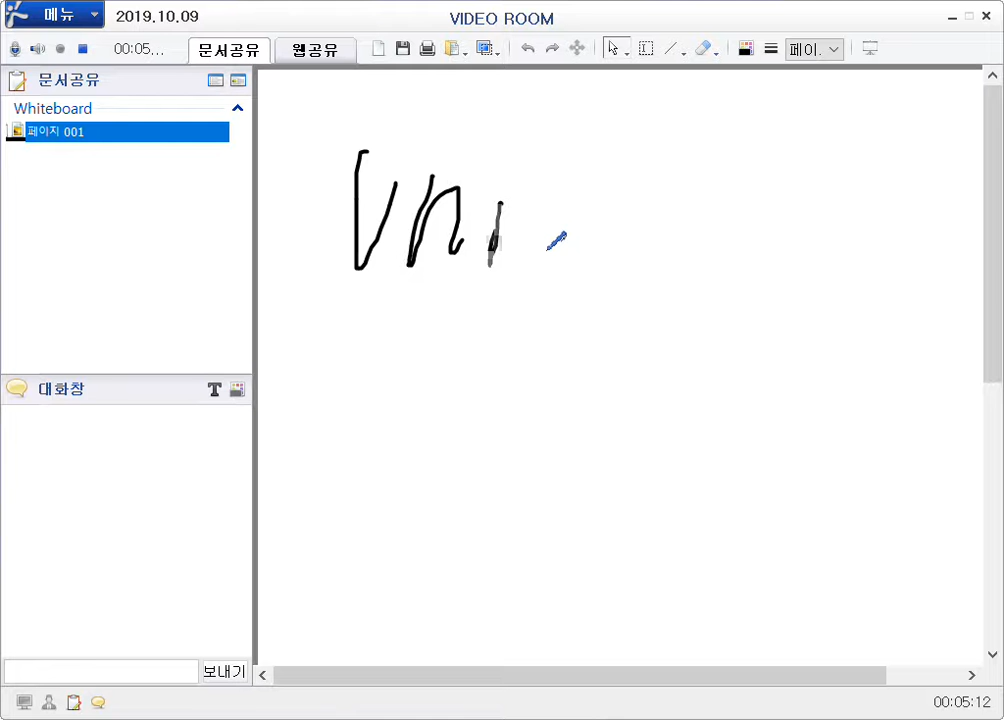 메뉴 2019.10.09 VIDEO ROOM
00:05... 문서공유 웹공유 페이.
문서공유
Whiteboard
페이지 001
대화창
T
보내기
00:05:12